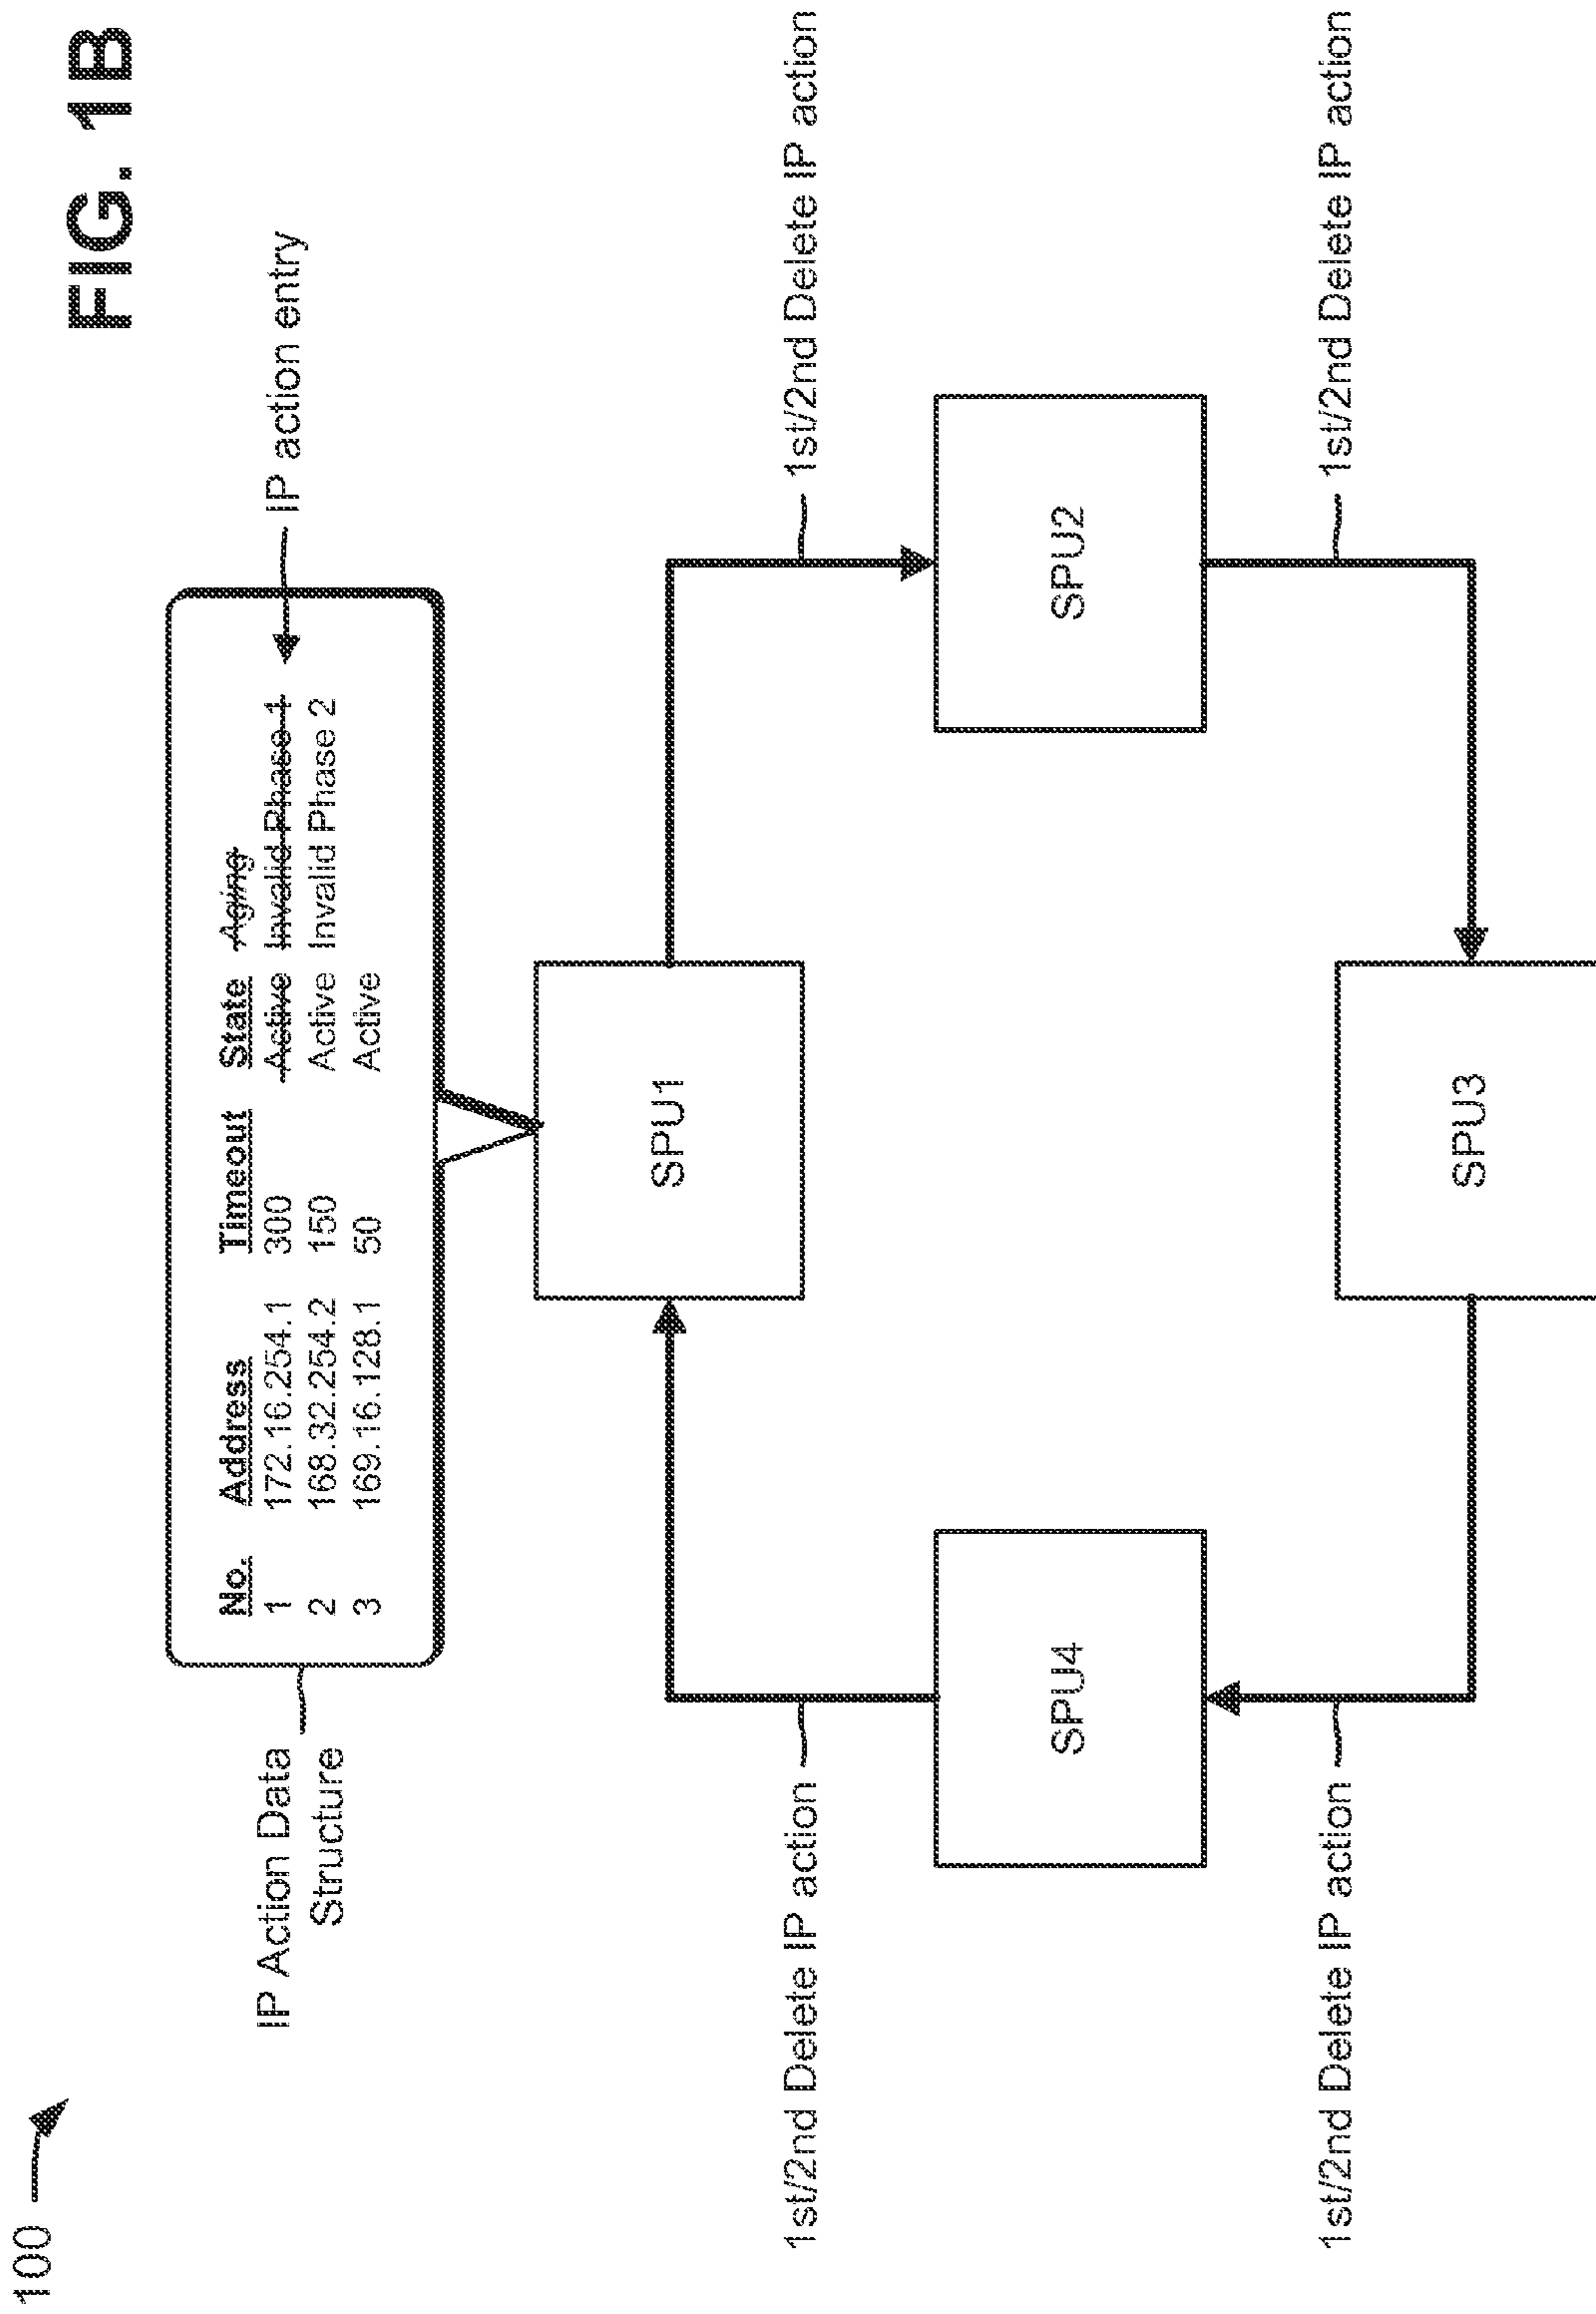 100
FIG. 1B
IP Action Data
Structure
No. Address Timeout State Aging
1 172.16.254.1 300 Active Invalid Phase 1
2 168.32.254.2 150 Active Invalid Phase 2
3 169.16.128.1 50 Active
IP action entry
SPU1
1st/2nd Delete IP action
1st/2nd Delete IP action
SPU4
SPU2
1st/2nd Delete IP action
1st/2nd Delete IP action
SPU3